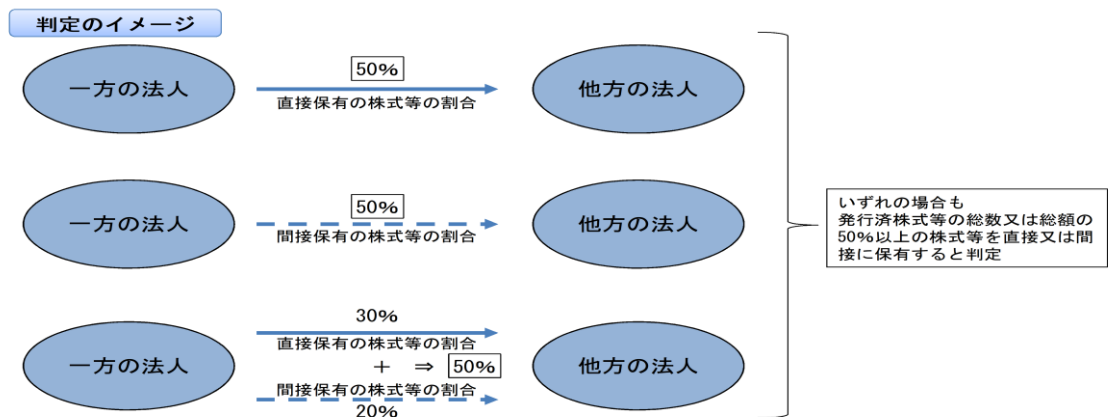 判定のイメージ
一方の法人
50%
直接保有の株式等の割合
他方の法人
一方の法人
50%
間接保有の株式等の割合
他方の法人
いずれの場合も
発行済株式等の総数又は総額の
50%以上の株式等を直接又は間
接に保有すると判定
一方の法人
30%
直接保有の株式等の割合
+ ⇒ 50%
間接保有の株式等の割合
20%
他方の法人